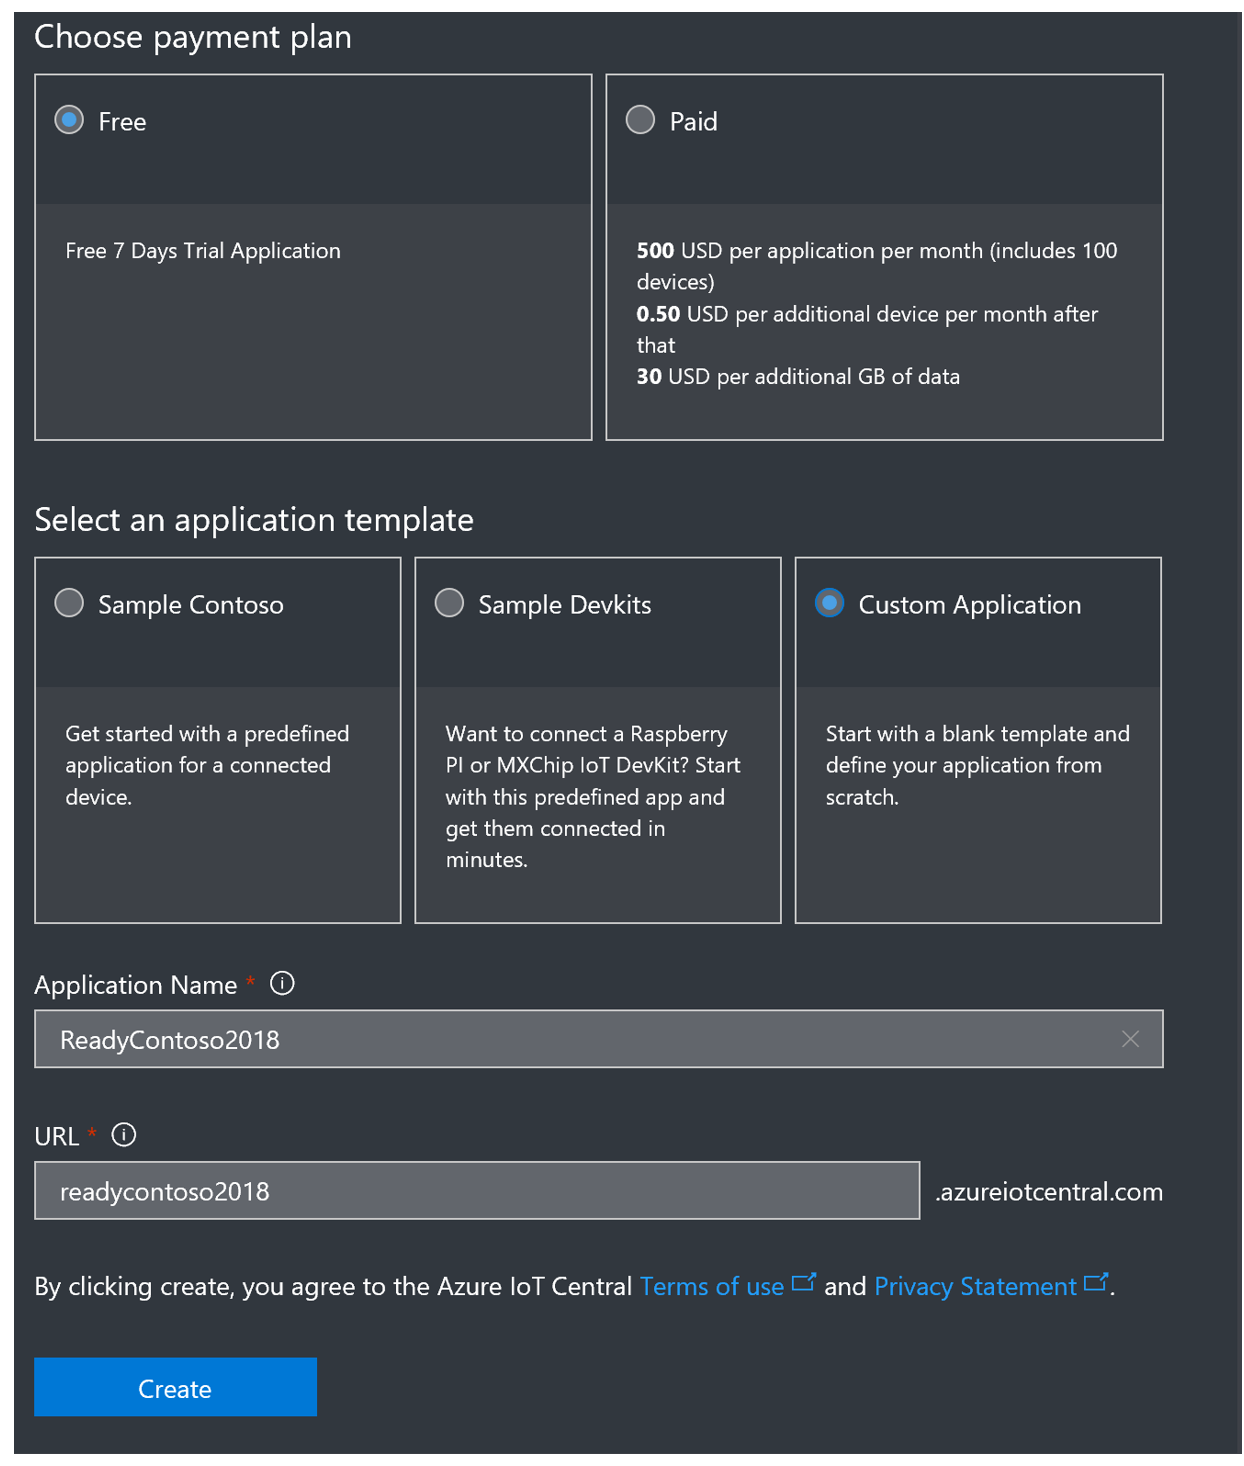 Choose payment plan
Free
Paid
Free 7 Days Trial Application
500 USD per application per month (includes 100
devices)
0.50 USD per additional device per month after
that
30 USD per additional GB of data
Select an application template
Sample Contoso
Sample Devkits
Custom Application
Get started with a predefined
application for a connected
device.
Want to connect a Raspberry
PI or MXChip IoT DevKit? Start
with this predefined app and
get them connected in
minutes.
Start with a blank template and
define your application from
scratch.
Application Name *
ReadyContoso2018
URL *
readycontoso2018
.azureiotcentral.com
By clicking create, you agree to the Azure IoT Central Terms of use and Privacy Statement.
Create